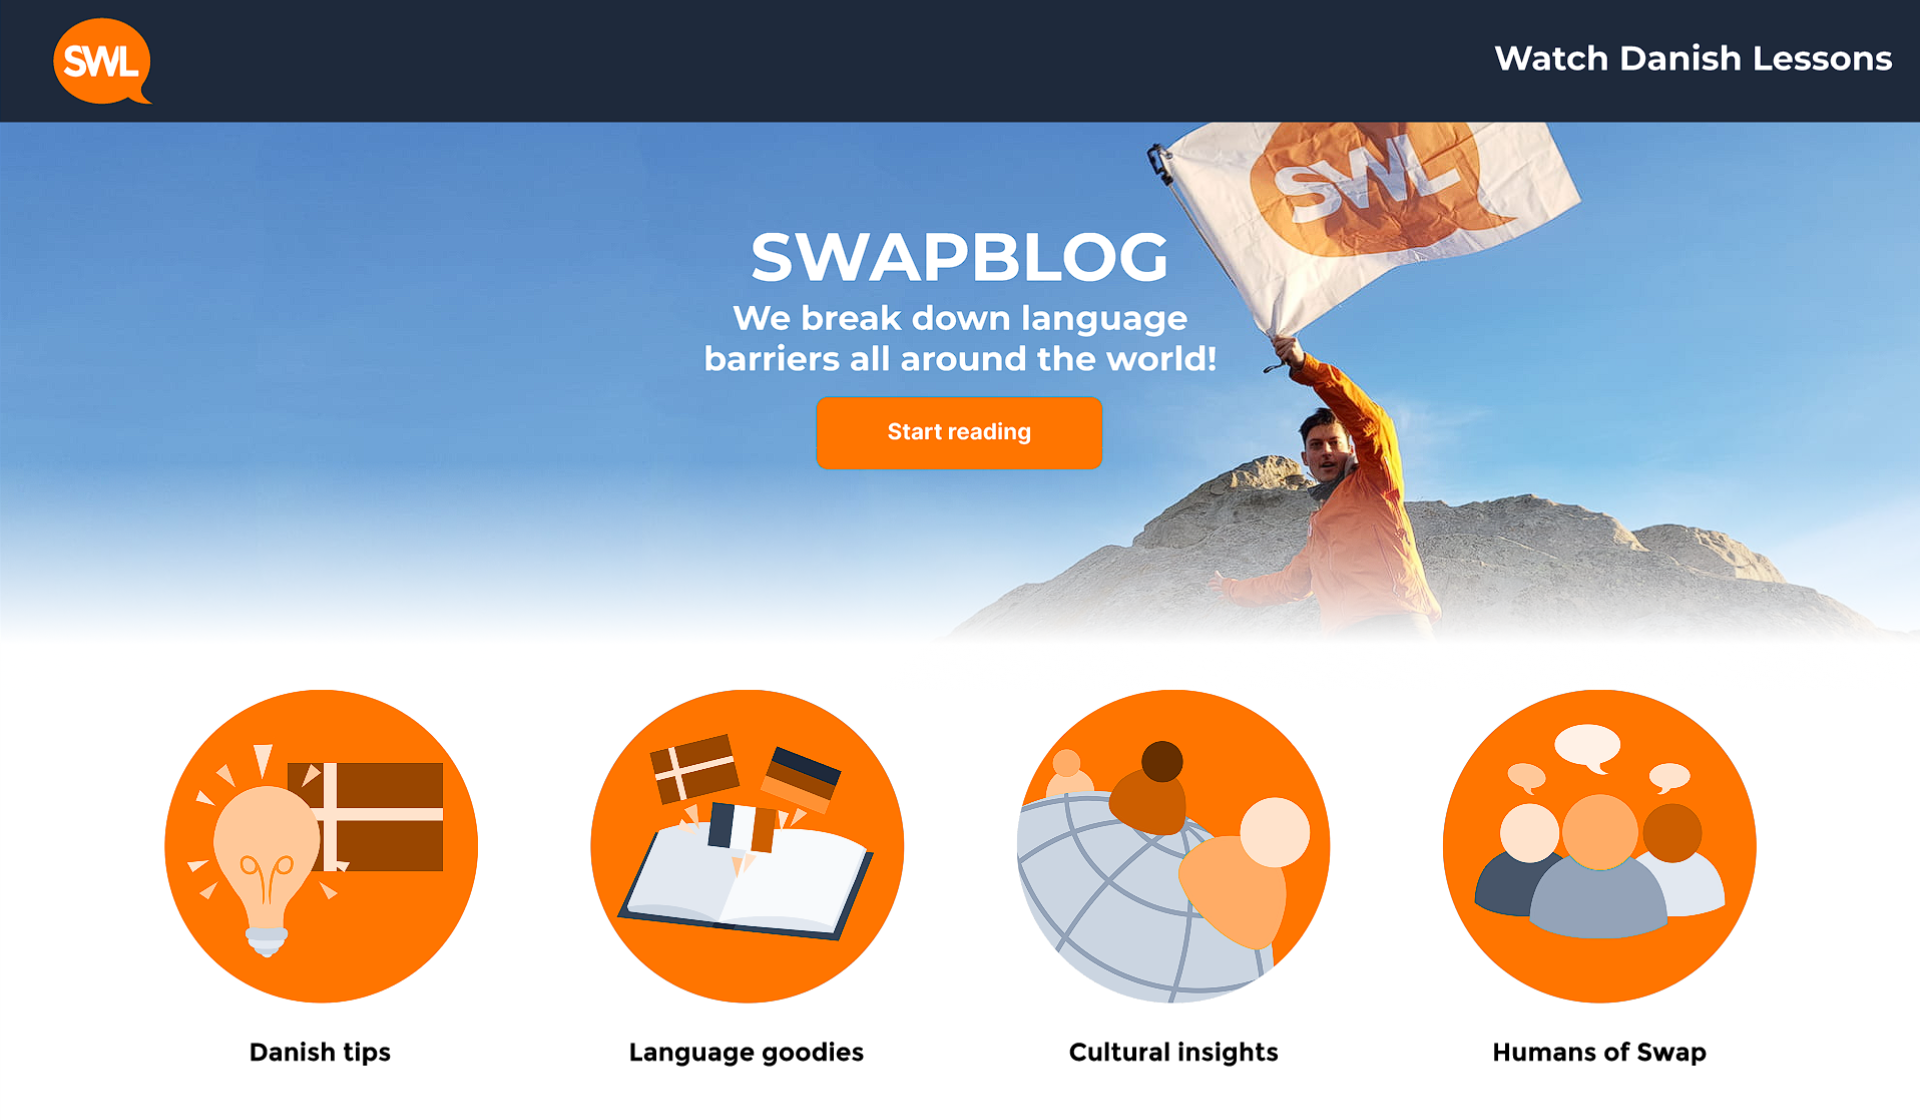 SWL
Watch Danish Lessons
SWL
SWAPBLOG
We break down language
barriers all around the world!
Start reading
Danish tips
Language goodies
Cultural insights
Humans of Swap